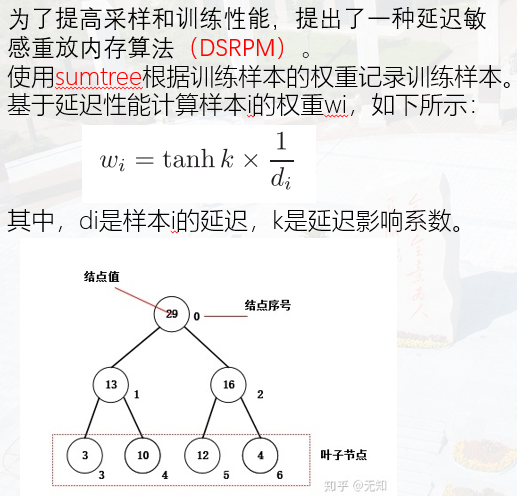 为了提高采样和训练性能，提出了一种延迟敏
感重放内存算法（DSRPM）。
使用sumtree根据训练样本的权重记录训练样本。
基于延迟性能计算样本i的权重wi，如下所示：
w_i = tanh k × 1/d_i
其中，di是样本i的延迟，k是延迟影响系数。
结点值
29 0 结点序号
13 1 16 2
3 10 12 4 叶子节点
3 4 5 6
知乎 @无知